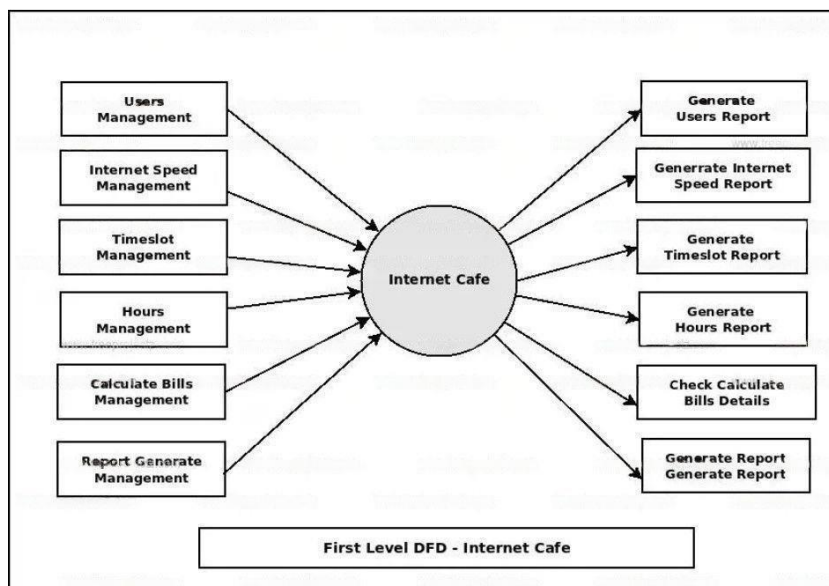 Users
Management
Internet Speed
Management
Timeslot
Management
Hours
Management
Calculate Bills
Management
Report Generate
Management
Internet Cafe
Generate
Users Report
Generrate Internet
Speed Report
Generate
Timeslot Report
Generate
Hours Report
Check Calculate
Bills Details
Generate Report
Generate Report
First Level DFD - Internet Cafe